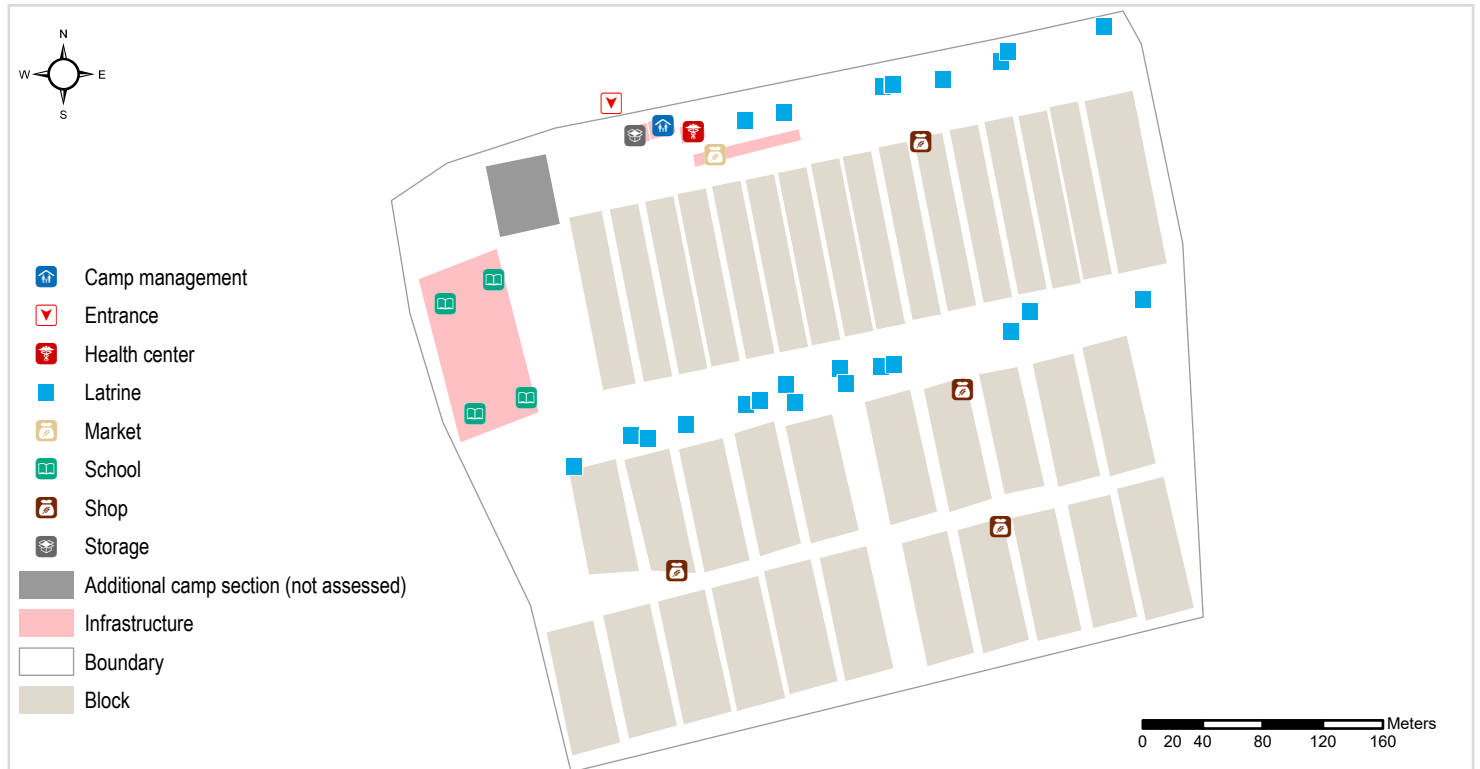 N
W E
S
Camp management
Entrance
Health center
Latrine
Market
School
Shop
Storage
Additional camp section (not assessed)
Infrastructure
Boundary
Block
Meters
0 20 40 80 120 160